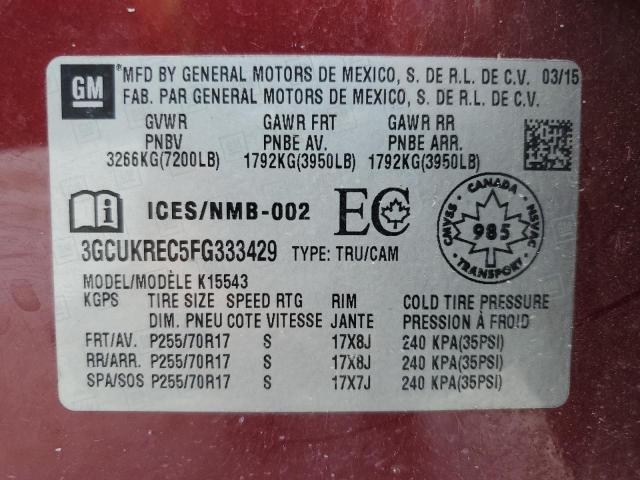 GM
MFD BY GENERAL MOTORS DE MEXICO, S. DE R.L. DE C.V. 03/15
FAB. PAR GENERAL MOTORS DE MEXICO, S. DE R.L. DE C.V.
GVWR GAWR FRT GAWR RR
PNBV PNBE AV. PNBE ARR.
3266KG(7200LB) 1792KG(3950LB) 1792KG(3950LB)
i ICES/NMB-002 EC
CANADA
CMVSS 985 NSVAC
TRANSPORT
3GCUKREC5FG333429 TYPE: TRU/CAM
MODEL/MODÈLE K15543
KGPS TIRE SIZE SPEED RTG RIM COLD TIRE PRESSURE
DIM. PNEU COTE VITESSE JANTE PRESSION À FROID
FRT/AV. P255/70R17 S 17X8J 240 KPA(35PSI)
RR/ARR. P255/70R17 S 17X8J 240 KPA(35PSI)
SPA/SOS P255/70R17 S 17X7J 240 KPA(35PSI)